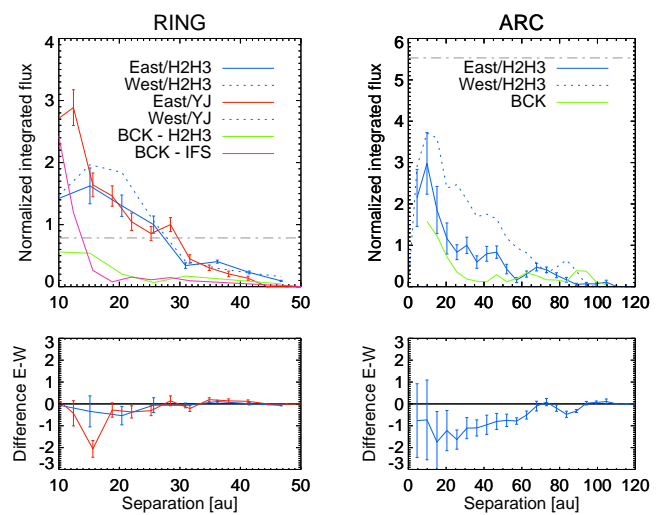 RING
ARC
Normalized integrated flux
4
3
2
1
0
East/H2H3
West/H2H3
East/YJ
West/YJ
BCK - H2H3
BCK - IFS
10 20 30 40 50
Normalized integrated flux
6
5
4
3
2
1
0
East/H2H3
West/H2H3
BCK
0 20 40 60 80 100 120
Difference E-W
3
2
1
0
-1
-2
-3
10 20 30 40 50
Separation [au]
Difference E-W
3
2
1
0
-1
-2
-3
0 20 40 60 80 100 120
Separation [au]